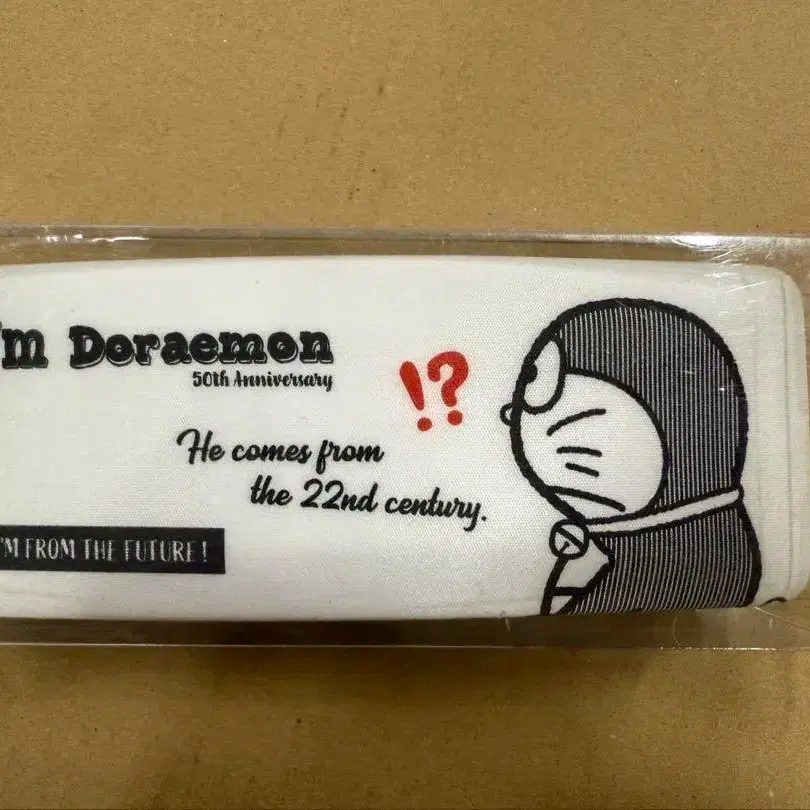 'm Doraemon
50th Anniversary
!?
He comes from
the 22nd century.
'M FROM THE FUTURE!